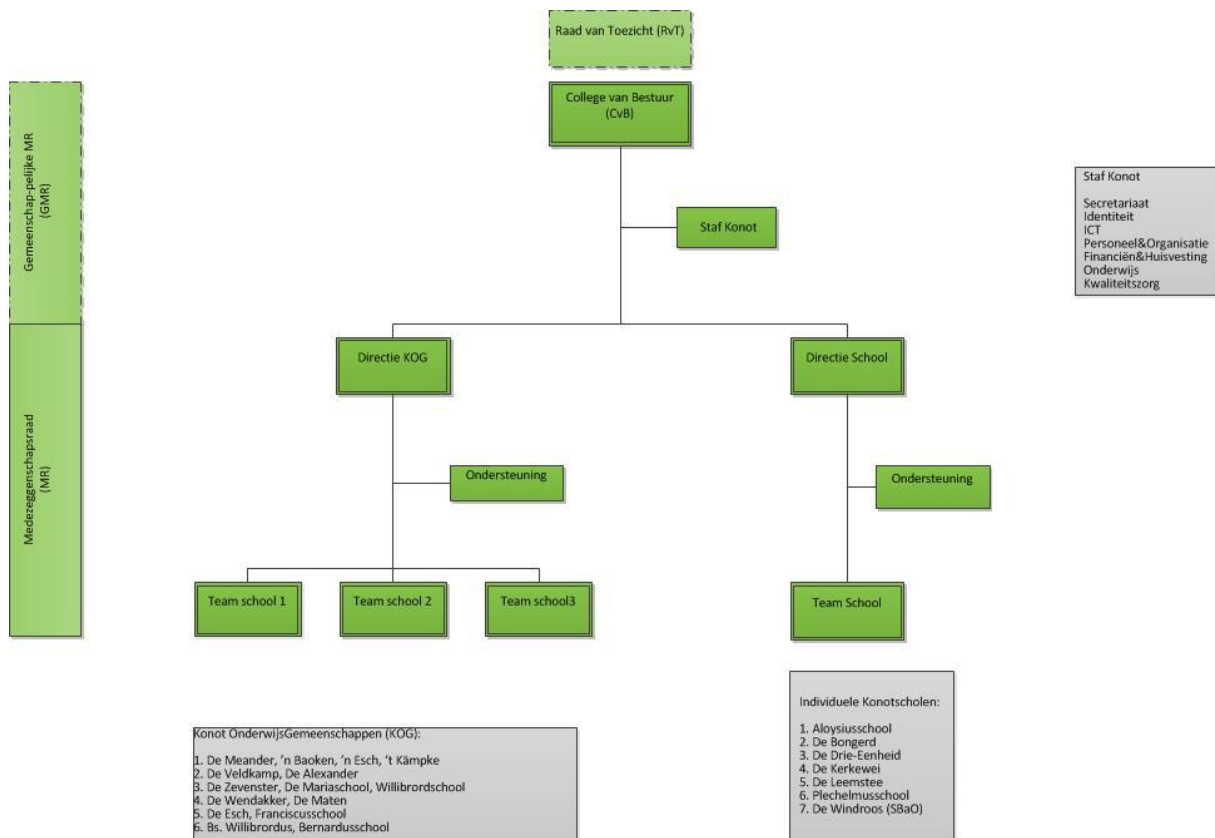 Raad van Toezicht (RvT)
College van Bestuur
(CvB)
Gemeenschap-pelijke MR
(GMR)
Staf Konot
Staf Konot
Secretariaat
Identiteit
ICT
Personeel&Organisatie
Financiën&Huisvesting
Onderwijs
Kwaliteitszorg
Medezeggenschapsraad
(MR)
Directie KOG
Directie School
Ondersteuning
Ondersteuning
Team school 1
Team school 2
Team school3
Team School
Konot OnderwijsGemeenschappen (KOG):
1. De Meander, ’n Baoken, ’n Esch, ‘t Kämpke
2. De Veldkamp, De Alexander
3. De Zevenster, De Mariaschool, Willibrordschool
4. De Wendakker, De Maten
5. De Esch, Franciscusschool
6. Bs. Willibrordus, Bernardusschool
Individuele Konotscholen:
1. Aloysiusschool
2. De Bongerd
3. De Drie-Eenheid
4. De Kerkewei
5. De Leemstee
6. Plechelmusschool
7. De Windroos (SBaO)